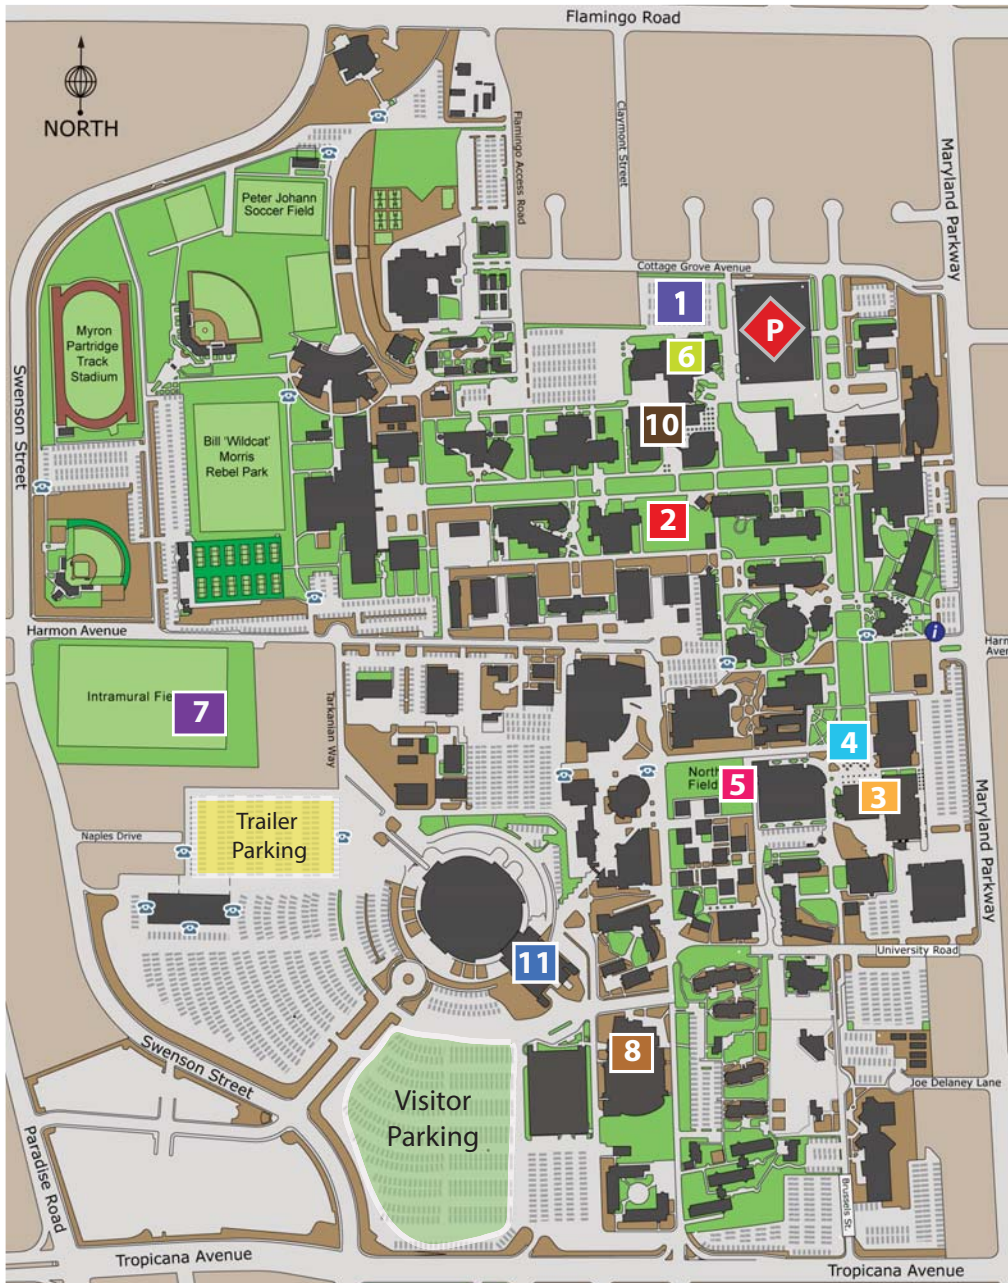 Flamingo Road
NORTH
Flamingo Access Road
Claymont Street
Maryland Parkway
Peter Johann
Soccer Field
Cottage Grove Avenue
1
P
Myron
Partridge
Track
Stadium
6
Swenson Street
10
Bill 'Wildcat'
Morris
Rebel Park
2
Harmon Avenue
i
Intramural Fie
7
Tarkanian Way
4
North
Field
5
3
Trailer
Parking
Naples Drive
Maryland Parkway
11
University Road
Swenson Street
8
Joe Delaney Lane
Visitor
Parking
Paradise Road
Brussels St.
Tropicana Avenue
Tropicana Avenue